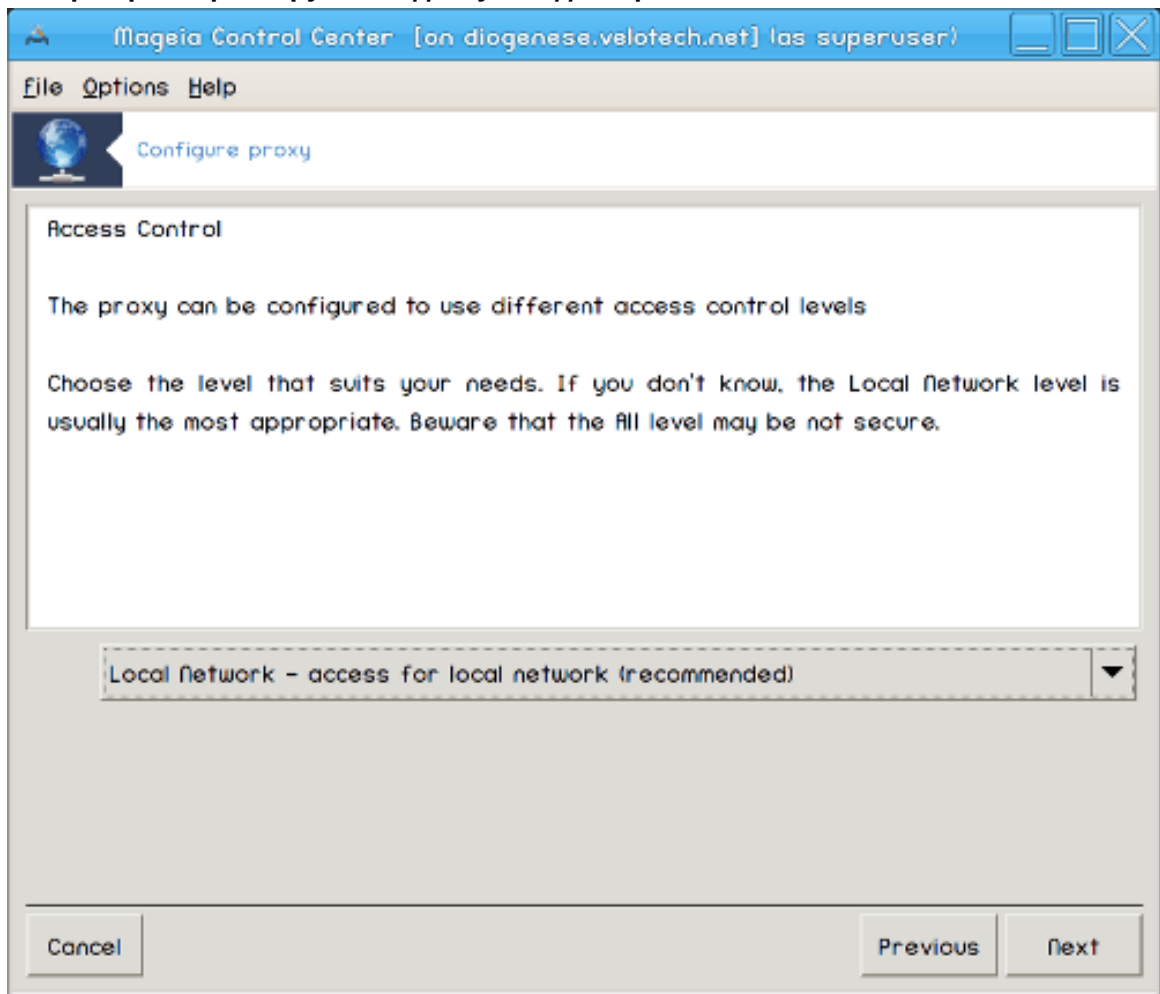 Mageia Control Center [on diogenese.velotech.net] (as superuser)
File Options Help
Configure proxy
Access Control
The proxy can be configured to use different access control levels
Choose the level that suits your needs. If you don't know, the Local Network level is
usually the most appropriate. Beware that the All level may be not secure.
Local Network - access for local network (recommended)
Cancel
Previous
Next